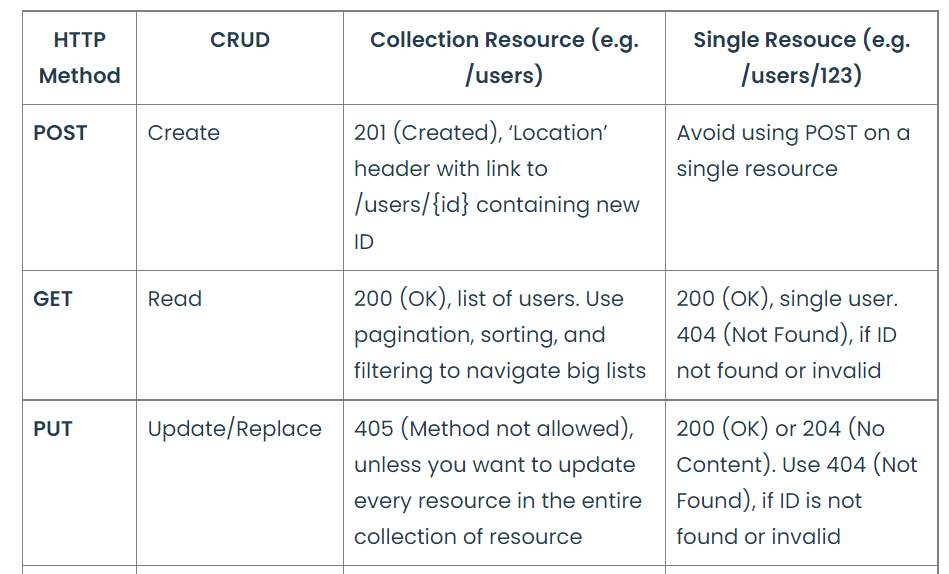 HTTP Method
CRUD
Collection Resource (e.g. /users)
Single Resouce (e.g. /users/123)
POST
Create
201 (Created), ‘Location’
header with link to
/users/{id} containing new
ID
Avoid using POST on a
single resource
GET
Read
200 (OK), list of users. Use
pagination, sorting, and
filtering to navigate big lists
200 (OK), single user.
404 (Not Found), if ID
not found or invalid
PUT
Update/Replace
405 (Method not allowed),
unless you want to update
every resource in the entire
collection of resource
200 (OK) or 204 (No
Content). Use 404 (Not
Found), if ID is not
found or invalid